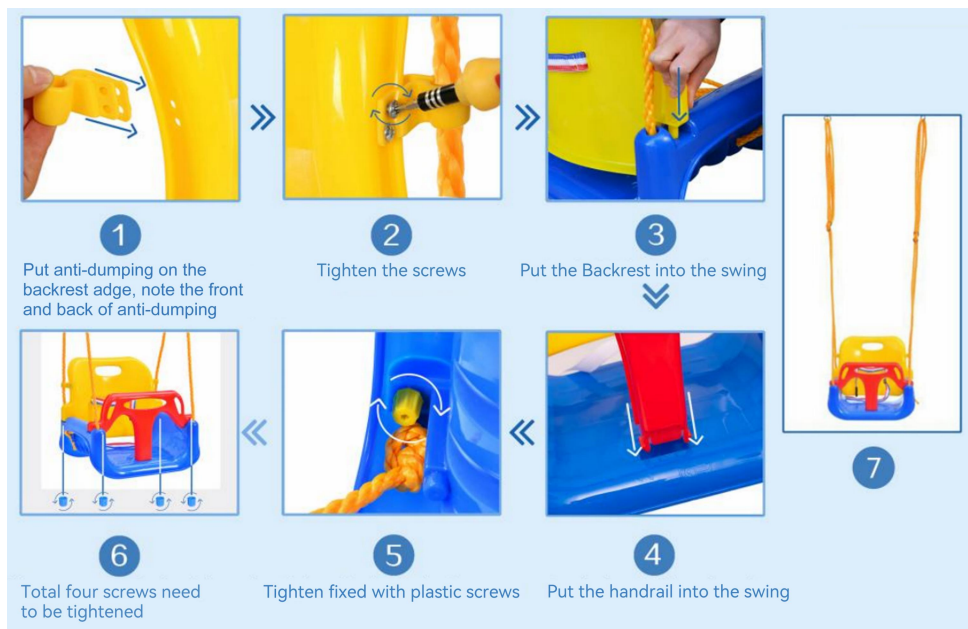 1
Put anti-dumping on the
backrest adge, note the front
and back of anti-dumping
2
Tighten the screws
3
Put the Backrest into the swing
4
Put the handrail into the swing
5
Tighten fixed with plastic screws
6
Total four screws need
to be tightened
7